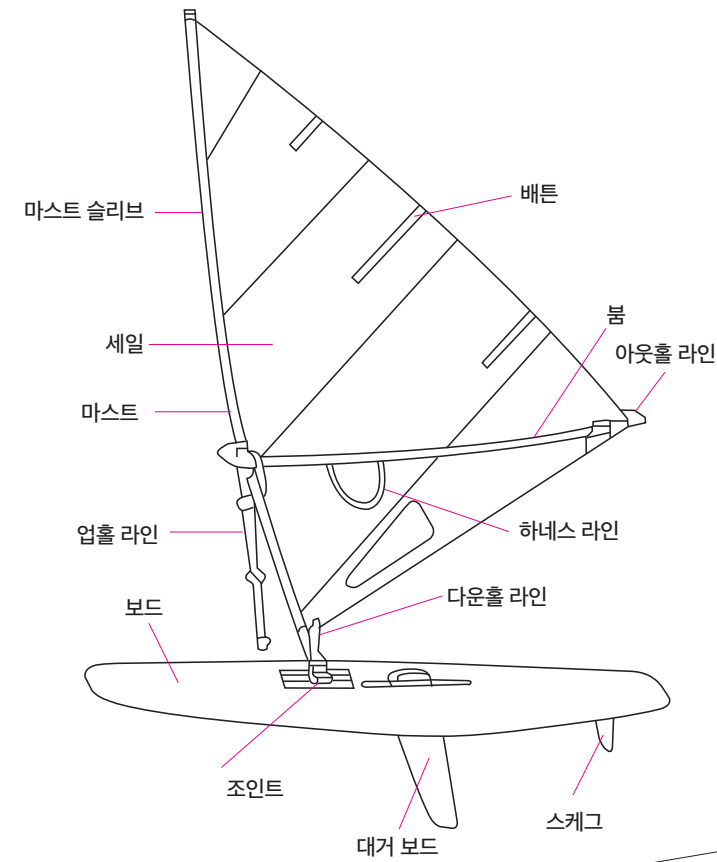 마스트 슬리브
배튼
세일
붐
아웃홀 라인
마스트
업홀 라인
하네스 라인
보드
다운홀 라인
조인트
스케그
대거 보드